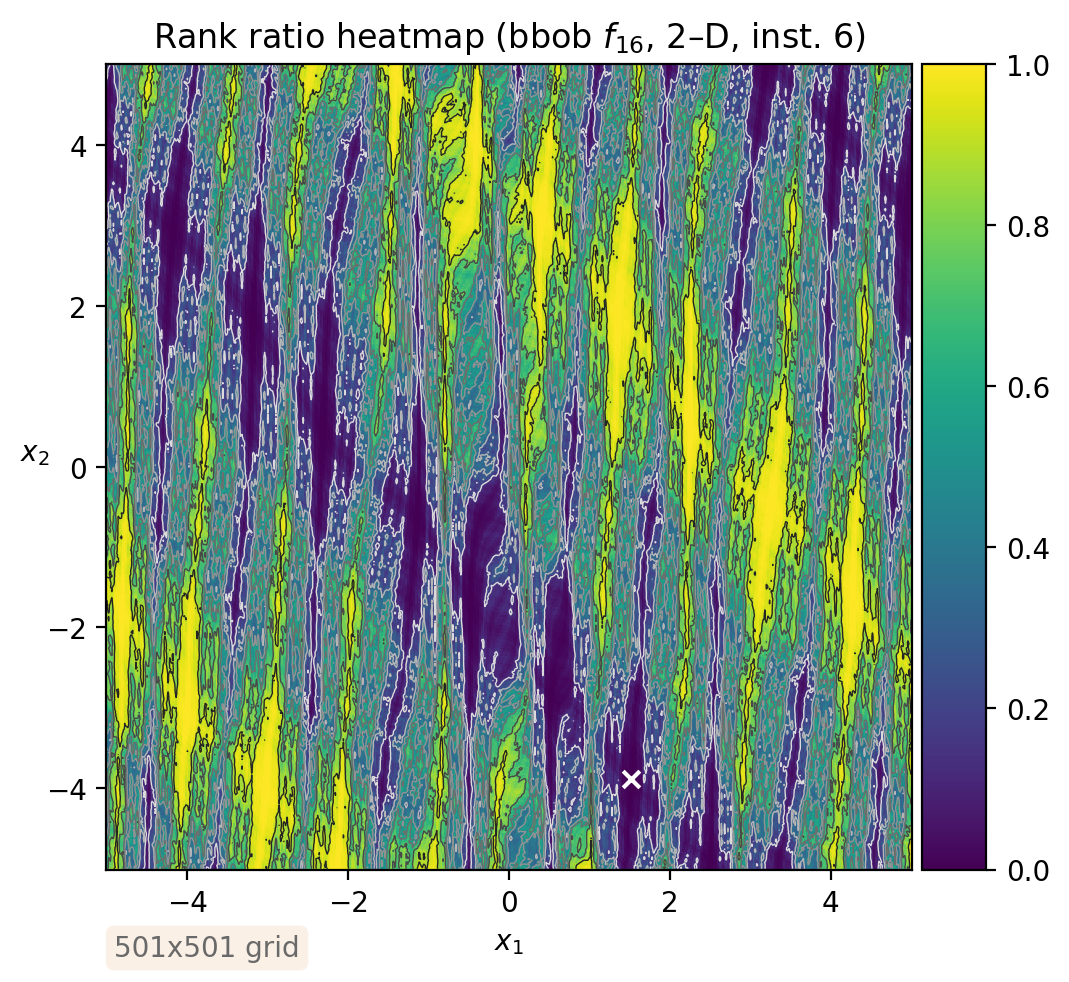 Rank ratio heatmap (bbob f₁₆, 2–D, inst. 6)
1.0
0.8
0.6
0.4
0.2
0.0
4
2
0
−2
−4
x₂
−4 −2 0 2 4
x₁
501x501 grid